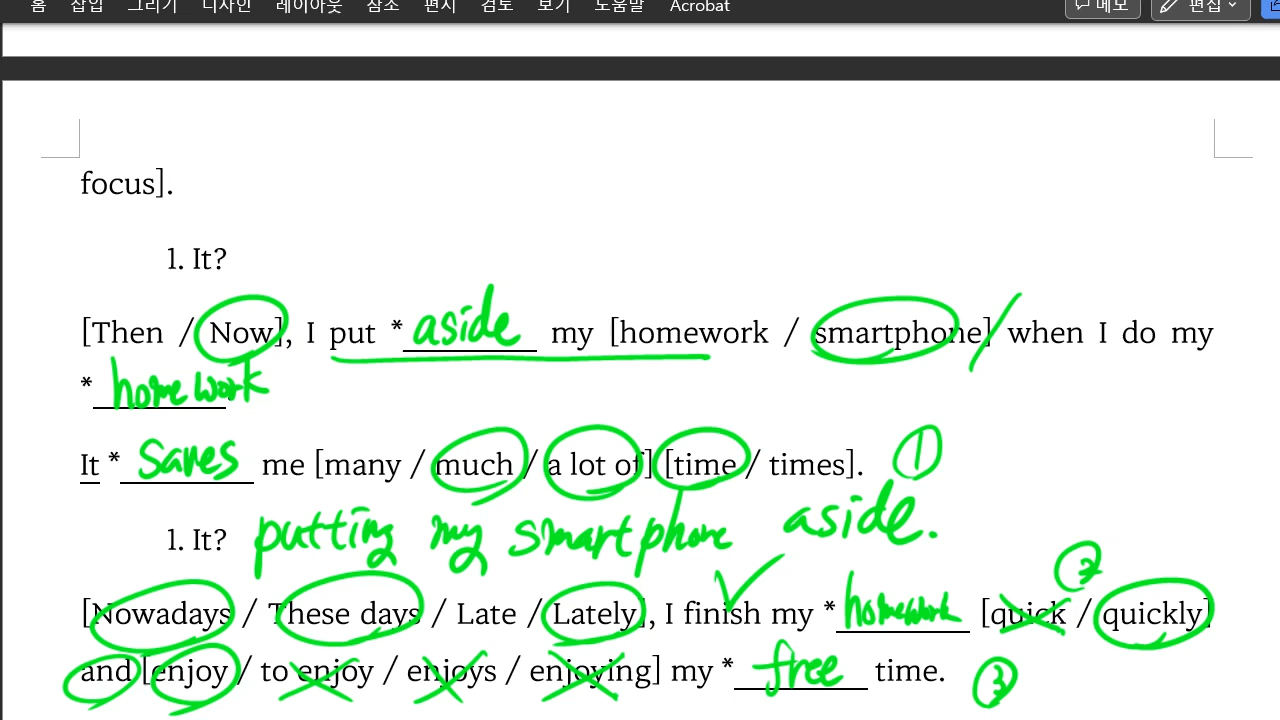 홈 삽입 그리기 디자인 레이아웃 참조 편지 검토 보기 도움말 Acrobat 메모 편집
focus].
1. It?
[Then / Now], I put * aside my [homework / smartphone] when I do my
* homework
It * saves me [many / much / a lot of] [time / times]. ①
1. It? putting my smartphone aside.
②
[Nowadays / These days / Late / Lately], I finish my * homework [quick / quickly]
and [enjoy / to enjoy / enjoys / enjoying] my * free time. ③